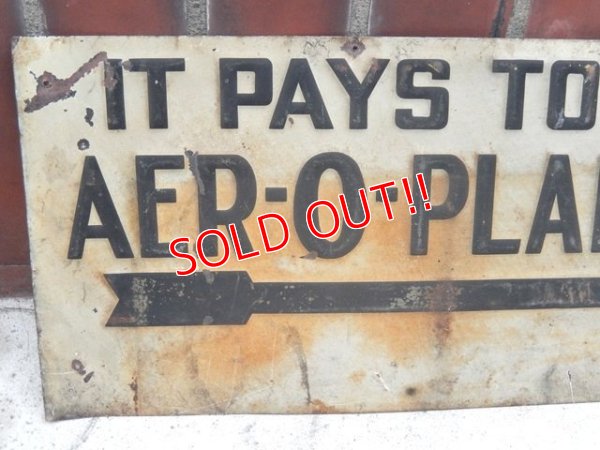 IT PAYS TO
AER-O-PLA
SOLD OUT!!